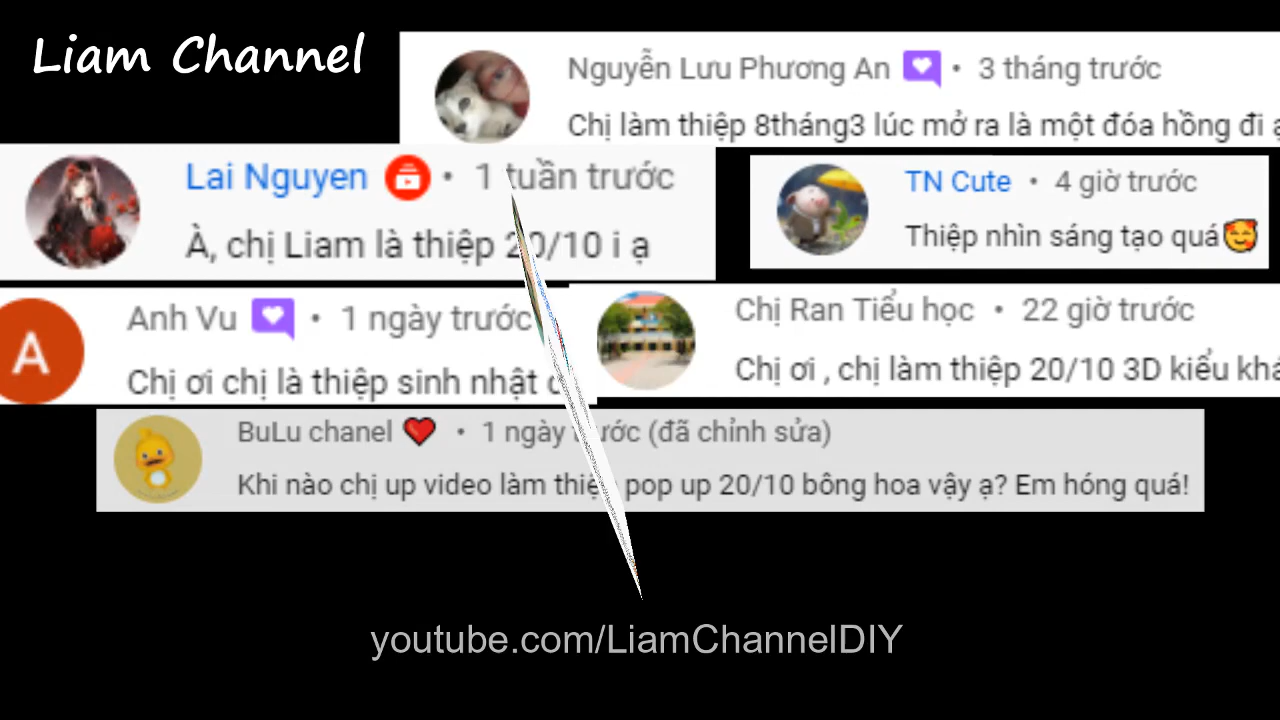 Liam Channel
Nguyễn Lưu Phương An • 3 tháng trước
Chị làm thiệp 8tháng3 lúc mở ra là một đóa hồng đi
Lai Nguyen • 1 tuần trước
À, chị Liam là thiệp 20/10 i ạ
TN Cute • 4 giờ trước
Thiệp nhìn sáng tạo quá🥰
A
Anh Vu • 1 ngày trước
Chị ơi chị là thiệp sinh nhật
Chị Ran Tiểu học • 22 giờ trước
Chị ơi , chị làm thiệp 20/10 3D kiểu
BuLu chanel ❤️ • 1 ngày trước (đã chỉnh sửa)
Khi nào chị up video làm thiệp pop up 20/10 bông hoa vậy ạ? Em hóng quá!
youtube.com/LiamChannelDIY